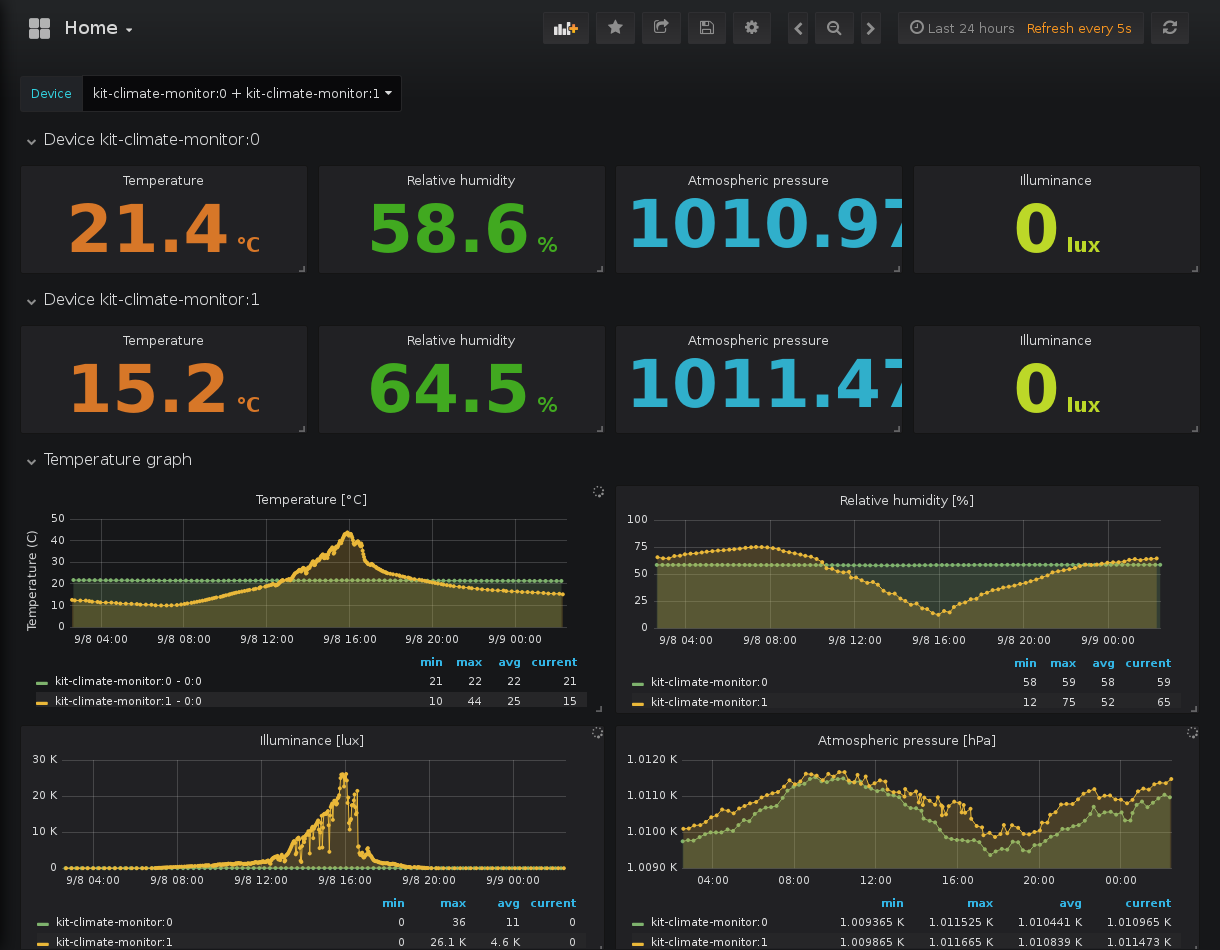 Home
Last 24 hours Refresh every 5s
Device kit-climate-monitor:0 + kit-climate-monitor:1
Device kit-climate-monitor:0
Temperature Relative humidity Atmospheric pressure Illuminance
21.4 °C 58.6 % 1010.97 0 lux
Device kit-climate-monitor:1
Temperature Relative humidity Atmospheric pressure Illuminance
15.2 °C 64.5 % 1011.47 0 lux
Temperature graph
Temperature [°C]
Temperature (C)
50
40
30
20
10
0
9/8 04:00 9/8 08:00 9/8 12:00 9/8 16:00 9/8 20:00 9/9 00:00
min max avg current
kit-climate-monitor:0 - 0:0 21 22 22 21
kit-climate-monitor:1 - 0:0 10 44 25 15
Relative humidity [%]
100
75
50
25
0
9/8 04:00 9/8 08:00 9/8 12:00 9/8 16:00 9/8 20:00 9/9 00:00
min max avg current
kit-climate-monitor:0 58 59 58 59
kit-climate-monitor:1 12 75 52 65
Illuminance [lux]
30 K
20 K
10 K
0
9/8 04:00 9/8 08:00 9/8 12:00 9/8 16:00 9/8 20:00 9/9 00:00
min max avg current
kit-climate-monitor:0 0 36 11 0
kit-climate-monitor:1 0 26.1 K 4.6 K 0
Atmospheric pressure [hPa]
1.0120 K
1.0110 K
1.0100 K
1.0090 K
04:00 08:00 12:00 16:00 20:00 00:00
min max avg current
kit-climate-monitor:0 1.009365 K 1.011525 K 1.010441 K 1.010965 K
kit-climate-monitor:1 1.009865 K 1.011665 K 1.010839 K 1.011473 K